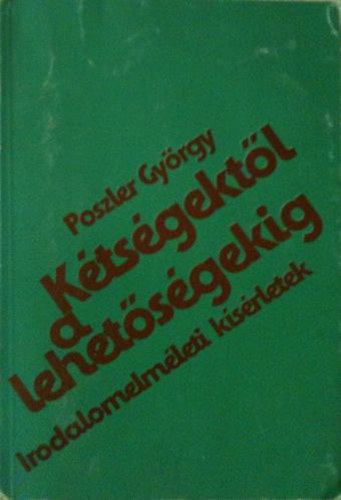 Poszler György
Kétségektől
a
lehetőségekig
Irodalomelméleti kísérletek